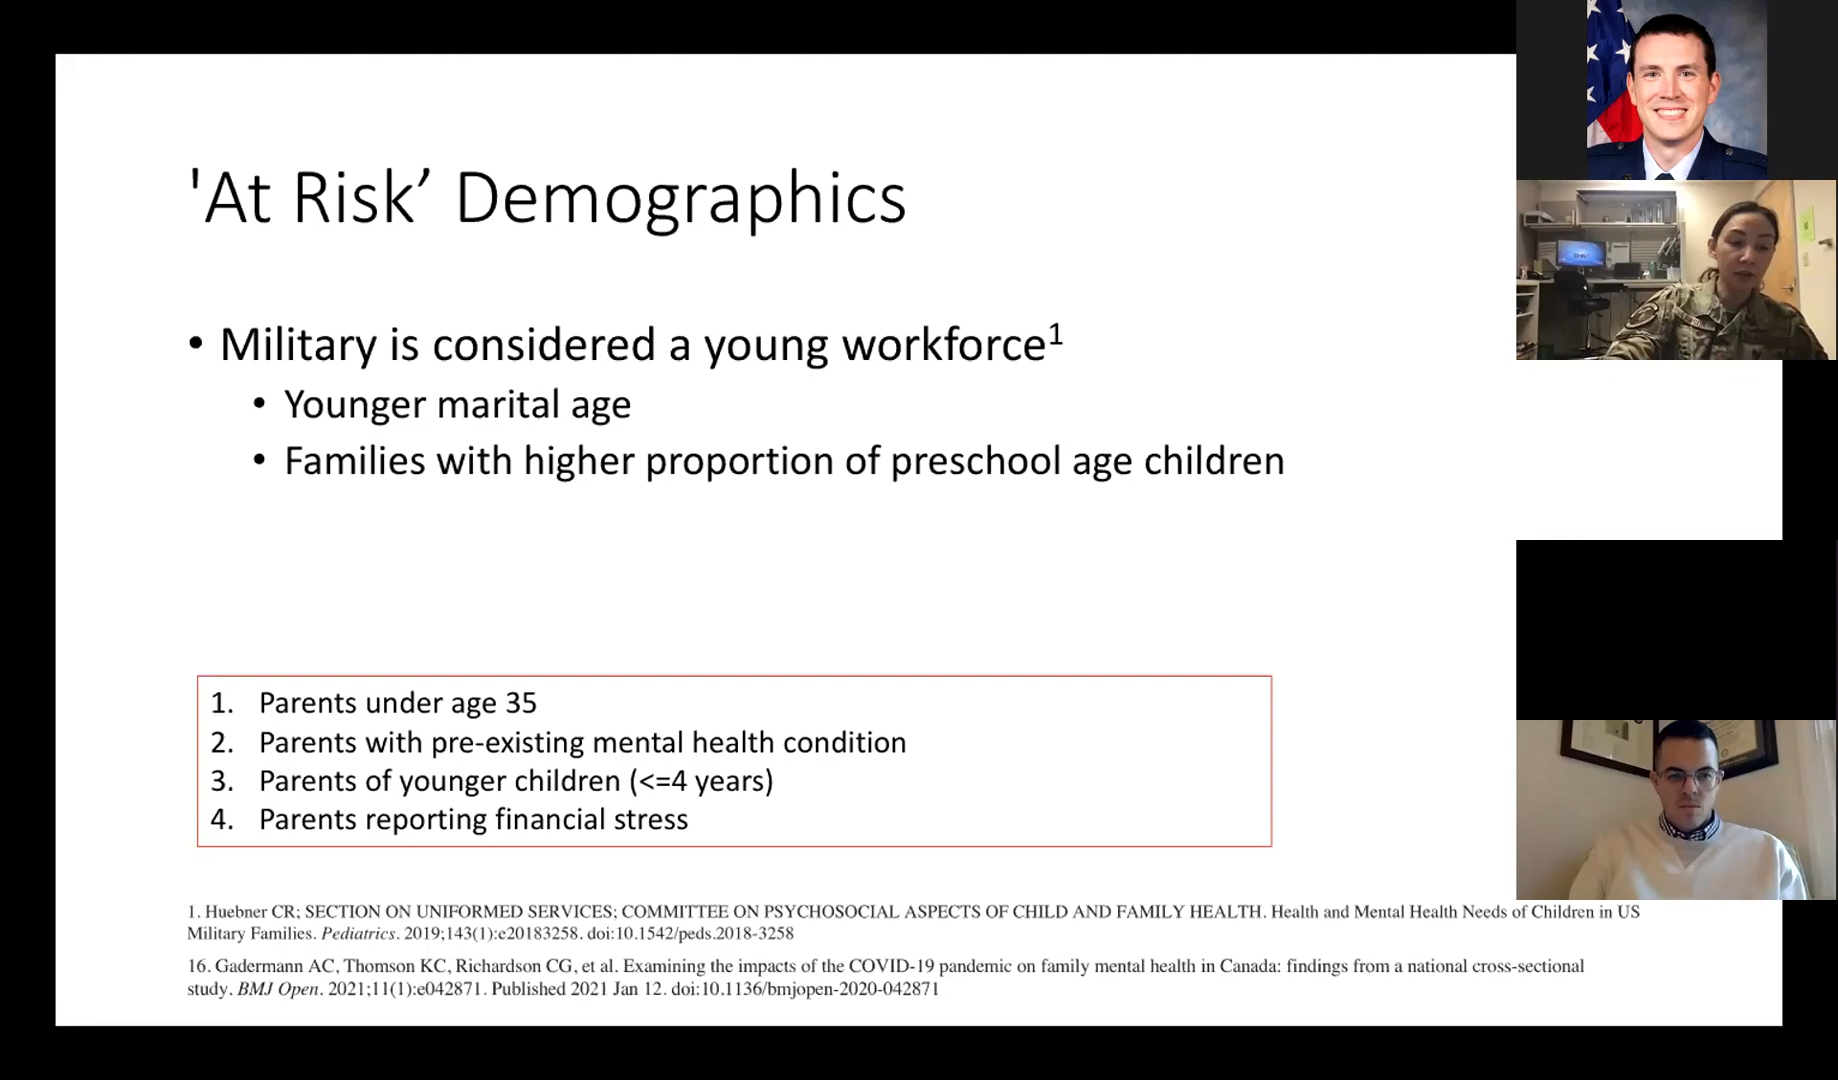 'At Risk’ Demographics
• Military is considered a young workforce1
• Younger marital age
• Families with higher proportion of preschool age children
1. Parents under age 35
2. Parents with pre-existing mental health condition
3. Parents of younger children (<=4 years)
4. Parents reporting financial stress
1. Huebner CR; SECTION ON UNIFORMED SERVICES; COMMITTEE ON PSYCHOSOCIAL ASPECTS OF CHILD AND FAMILY HEALTH. Health and Mental Health Needs of Children in US
Military Families. Pediatrics. 2019;143(1):e20183258. doi:10.1542/peds.2018-3258
16. Gadermann AC, Thomson KC, Richardson CG, et al. Examining the impacts of the COVID-19 pandemic on family mental health in Canada: findings from a national cross-sectional
study. BMJ Open. 2021;11(1):e042871. Published 2021 Jan 12. doi:10.1136/bmjopen-2020-042871